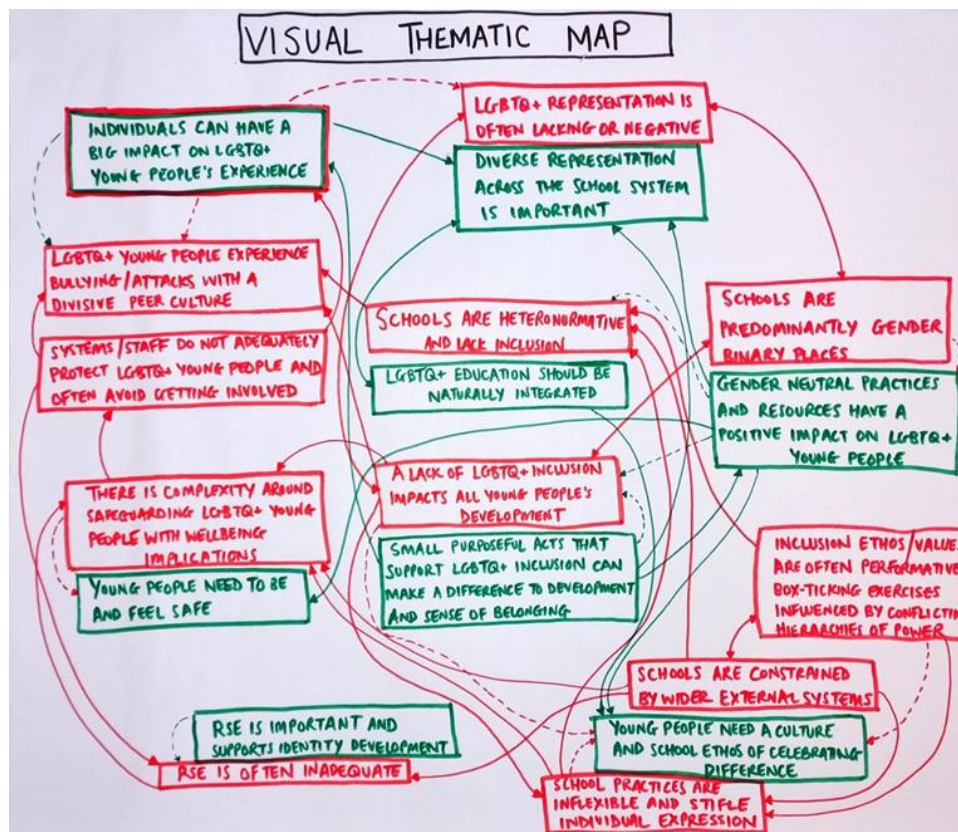 VISUAL THEMATIC MAP
INDIVIDUALS CAN HAVE A
BIG IMPACT ON LGBTQ+
YOUNG PEOPLE'S EXPERIENCE
LGBTQ+ REPRESENTATION IS
OFTEN LACKING OR NEGATIVE
DIVERSE REPRESENTATION
ACROSS THE SCHOOL SYSTEM
IS IMPORTANT
LGBTQ+ YOUNG PEOPLE EXPERIENCE
BULLYING/ATTACKS WITH A
DIVISIVE PEER CULTURE
SYSTEMS/STAFF DO NOT ADEQUATELY
PROTECT LGBTQ+ YOUNG PEOPLE AND
OFTEN AVOID GETTING INVOLVED
SCHOOLS ARE HETERONORMATIVE
AND LACK INCLUSION
LGBTQ+ EDUCATION SHOULD BE
NATURALLY INTEGRATED
SCHOOLS ARE
PREDOMINANTLY GENDER
BINARY PLACES
GENDER NEUTRAL PRACTICES
AND RESOURCES HAVE A
POSITIVE IMPACT ON LGBTQ+
YOUNG PEOPLE
THERE IS COMPLEXITY AROUND
SAFEGUARDING LGBTQ+ YOUNG
PEOPLE WITH WELLBEING
IMPLICATIONS
YOUNG PEOPLE NEED TO BE
AND FEEL SAFE
A LACK OF LGBTQ+ INCLUSION
IMPACTS ALL YOUNG PEOPLE'S
DEVELOPMENT
SMALL PURPOSEFUL ACTS THAT
SUPPORT LGBTQ+ INCLUSION CAN
MAKE A DIFFERENCE TO DEVELOPMENT
AND SENSE OF BELONGING
INCLUSION ETHOS/VALUE
ARE OFTEN PERFORMATIVE
BOX-TICKING EXERCISES
INFLUENCED BY CONFLICTIN
HIERARCHIES OF POWER
SCHOOLS ARE CONSTRAINED
BY WIDER EXTERNAL SYSTEMS
YOUNG PEOPLE NEED A CULTURE
AND SCHOOL ETHOS OF CELEBRATING
DIFFERENCE
SCHOOL PRACTICES ARE
INFLEXIBLE AND STIFLE
INDIVIDUAL EXPRESSION
RSE IS IMPORTANT AND
SUPPORTS IDENTITY DEVELOPMENT
RSE IS OFTEN INADEQUATE